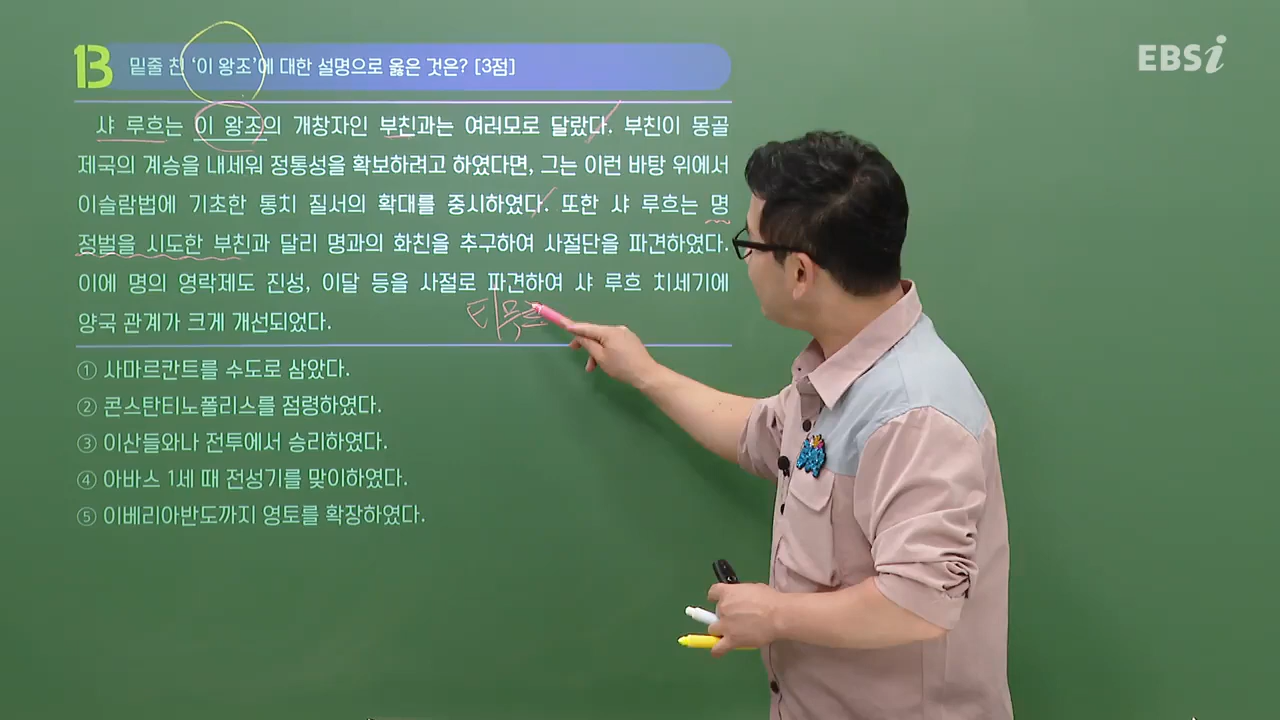 13 밑줄 친 ‘이 왕조’에 대한 설명으로 옳은 것은? [3점]
EBSi
샤 루흐는 이 왕조의 개창자인 부친과는 여러모로 달랐다. 부친이 몽골
제국의 계승을 내세워 정통성을 확보하려고 하였다면, 그는 이런 바탕 위에서
이슬람법에 기초한 통치 질서의 확대를 중시하였다. 또한 샤 루흐는 명
정벌을 시도한 부친과 달리 명과의 화친을 추구하여 사절단을 파견하였다.
이에 명의 영락제도 진성, 이달 등을 사절로 파견하여 샤 루흐 치세기에
양국 관계가 크게 개선되었다.
티무르
① 사마르칸트를 수도로 삼았다.
② 콘스탄티노폴리스를 점령하였다.
③ 이산들와나 전투에서 승리하였다.
④ 아바스 1세 때 전성기를 맞이하였다.
⑤ 이베리아반도까지 영토를 확장하였다.